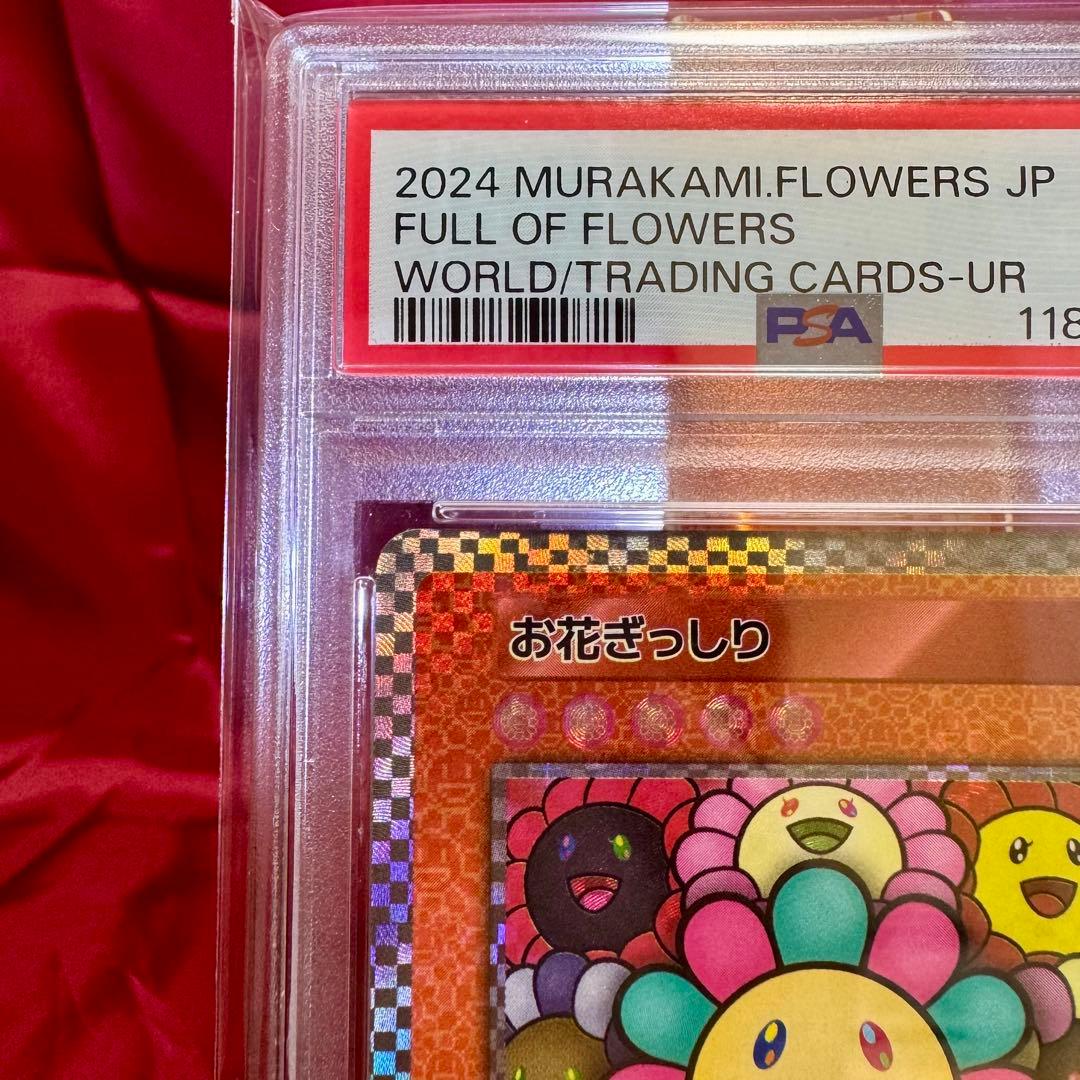 2024 MURAKAMI.FLOWERS JP
FULL OF FLOWERS
WORLD/TRADING CARDS-UR
PSA
118
お花ぎっしり